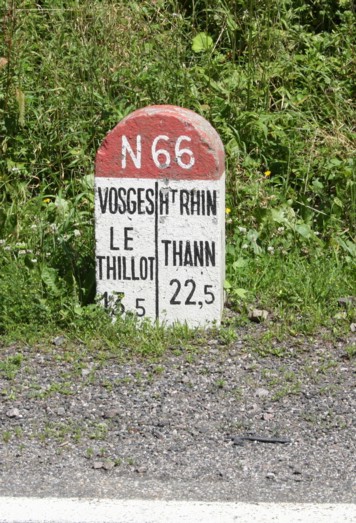 N 66
VOSGES
LE
THILLOT
13,5
HT RHIN
THANN
22,5